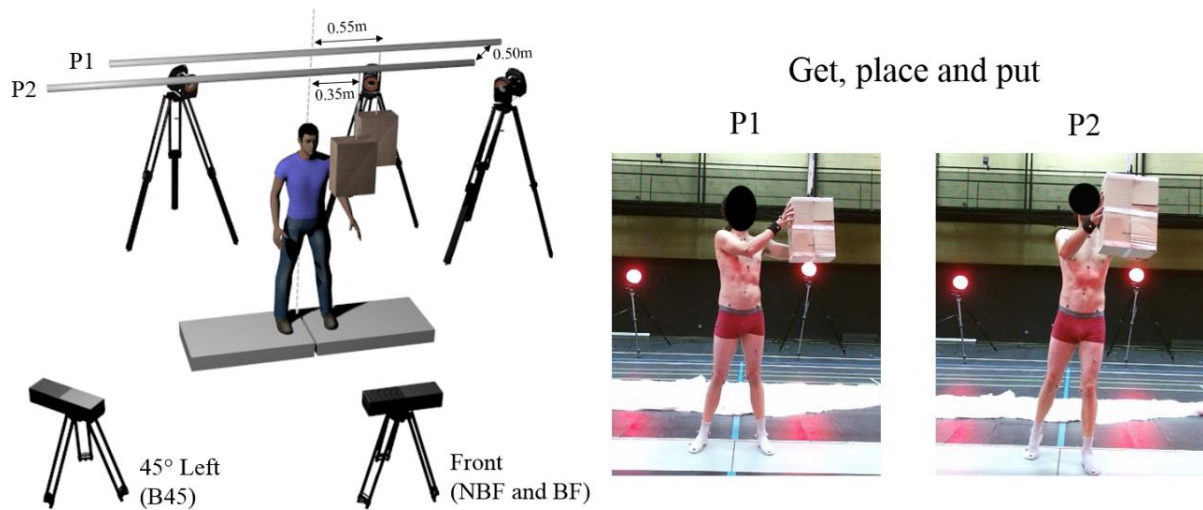 0.55m
P1
0.50m
P2
0.35m
45° Left
(B45)
Front
(NBF and BF)
Get, place and put
P1
P2